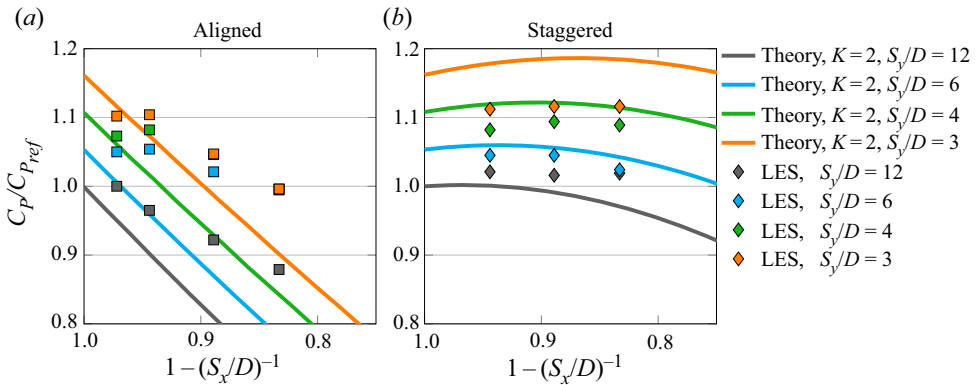 (a) Aligned
(b) Staggered
C_P/C_{P_{ref}}
1.2
1.1
1.0
0.9
0.8
1.0 0.9 0.8
1 – (S_x/D)^{–1}
1.2
1.1
1.0
0.9
0.8
1.0 0.9 0.8
1 – (S_x/D)^{–1}
Theory, K = 2, S_y/D = 12
Theory, K = 2, S_y/D = 6
Theory, K = 2, S_y/D = 4
Theory, K = 2, S_y/D = 3
LES, S_y/D = 12
LES, S_y/D = 6
LES, S_y/D = 4
LES, S_y/D = 3